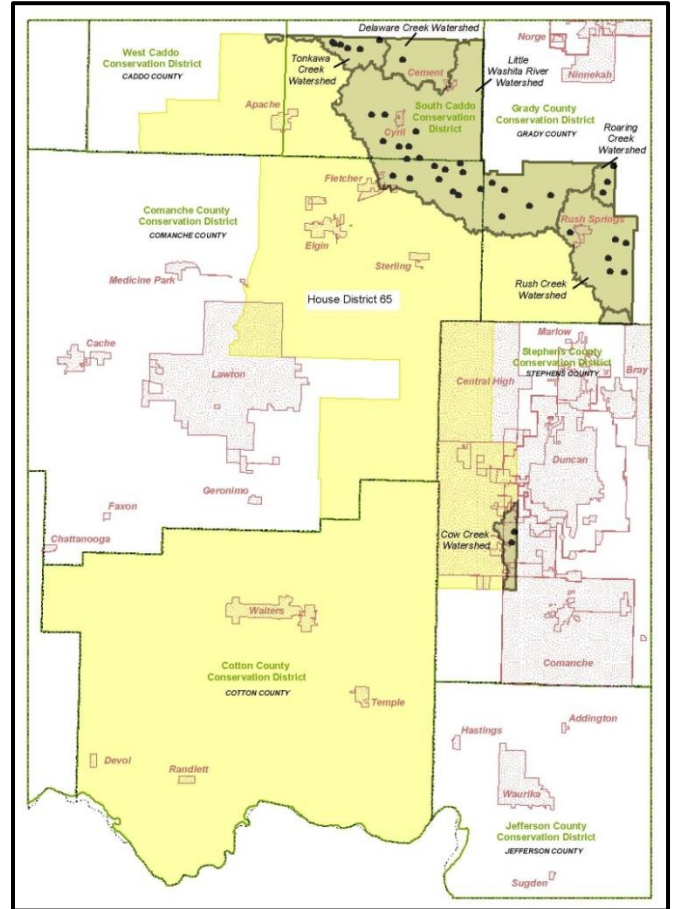 Delaware Creek Watershed
West Caddo
Conservation District
CADDO COUNTY
Tonkawa
Creek
Watershed
Cement
Little
Washita River
Watershed
Norge
Ninnekah
Apache
South Caddo
Conservation
District
Cyril
Grady County
Conservation District
GRADY COUNTY
Roaring
Creek
Watershed
Fletcher
Comanche County
Conservation District
COMANCHE COUNTY
Elgin
Rush Springs
Sterling
Medicine Park
Rush Creek
Watershed
House District 65
Marlow
Cache
Stephens County
Conservation District
STEPHENS COUNTY
Lawton
Central High
Bray
Duncan
Geronimo
Faxon
Chattanooga
Cow Creek
Watershed
Walters
Cotton County
Conservation District
COTTON COUNTY
Comanche
Temple
Hastings
Addington
Devol
Randlett
Waurika
Jefferson County
Conservation District
JEFFERSON COUNTY
Sugden